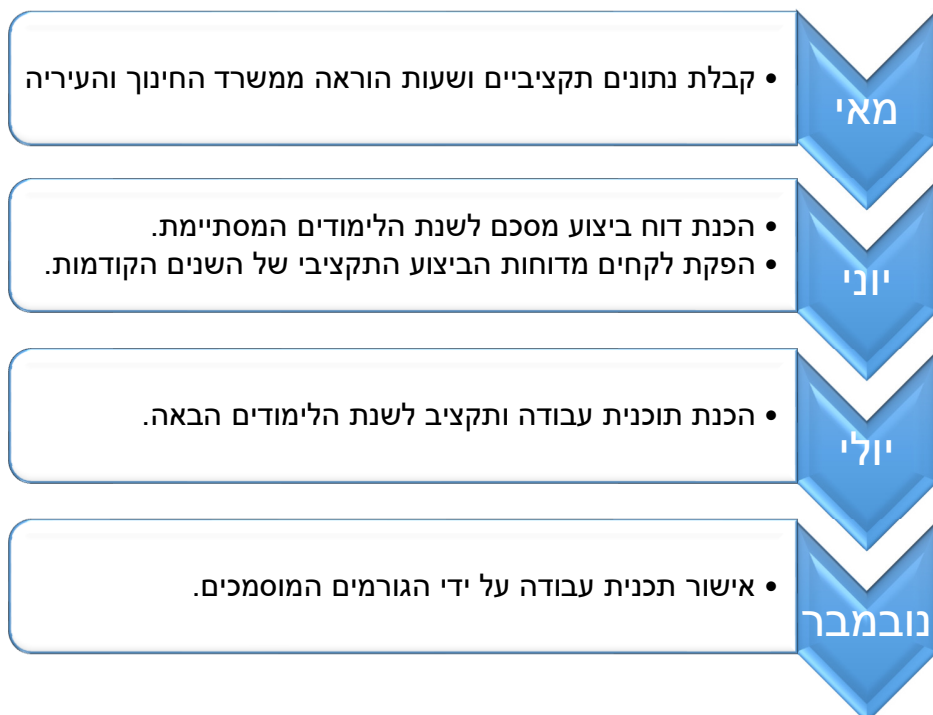 מאי
• קבלת נתונים תקציביים ושעות הוראה ממשרד החינוך והעיריה
יוני
• הכנת דוח ביצוע מסכם לשנת הלימודים המסתיימת.
• הפקת לקחים מדוחות הביצוע התקציבי של השנים הקודמות.
יולי
• הכנת תוכנית עבודה ותקציב לשנת הלימודים הבאה.
נובמבר
• אישור תכנית עבודה על ידי הגורמים המוסמכים.